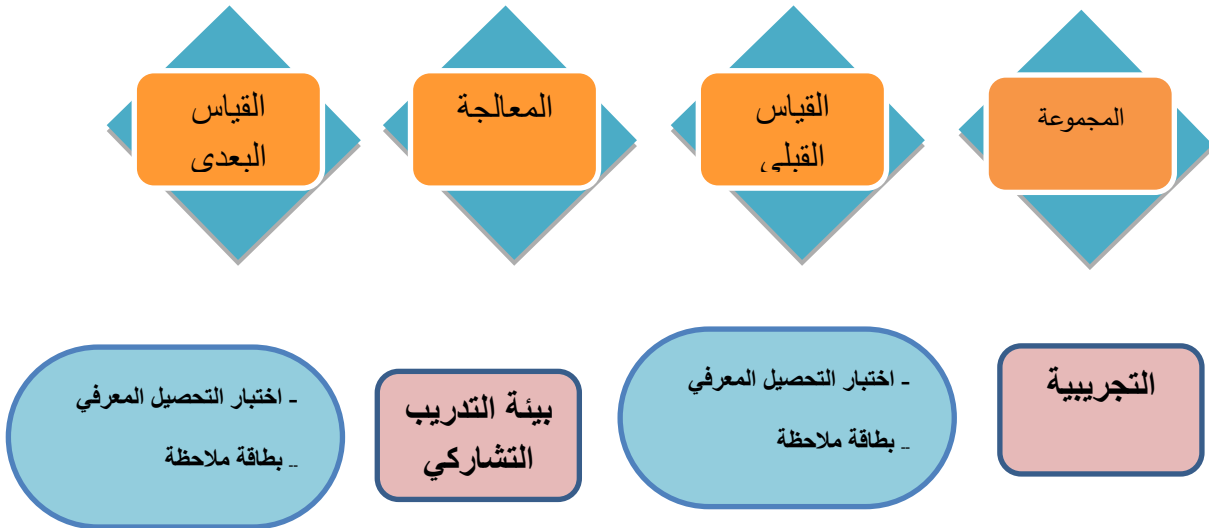 المجموعة
القياس
القبلي
المعالجة
القياس
البعدي
التجريبية
- اختبار التحصيل المعرفي
- بطاقة ملاحظة
بيئة التدريب
التشاركي
- اختبار التحصيل المعرفي
- بطاقة ملاحظة